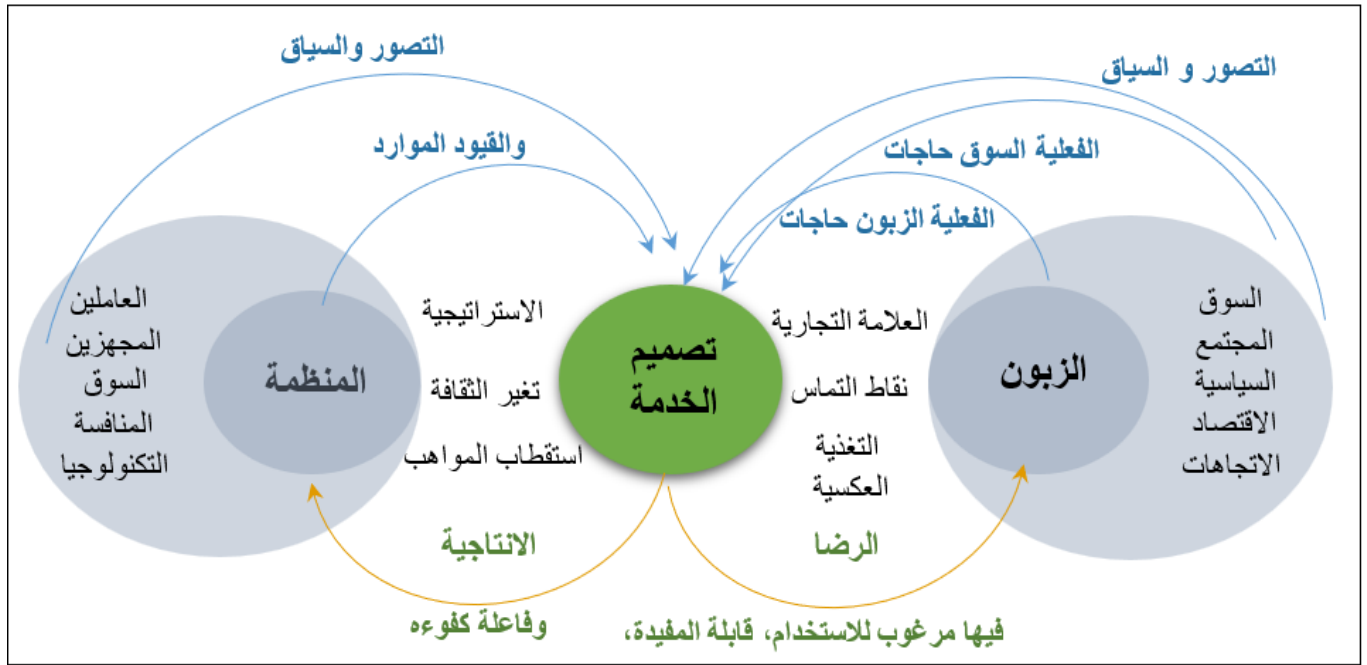 التصور و السياق
التصور والسياق
الفعلية السوق حاجات
والقيود الموارد
الفعلية الزبون حاجات
السوق
المجتمع
السياسية
الاقتصاد
الاتجاهات
الزبون
العلامة التجارية
نقاط التماس
التغذية
العكسية
تصميم
الخدمة
الاستراتيجية
تغير الثقافة
استقطاب المواهب
المنظمة
العاملين
المجهزين
السوق
المنافسة
التكنولوجيا
الرضا
الانتاجية
فيها مرغوب للاستخدام، قابلة المفيدة،
وفاعلة كفوءه